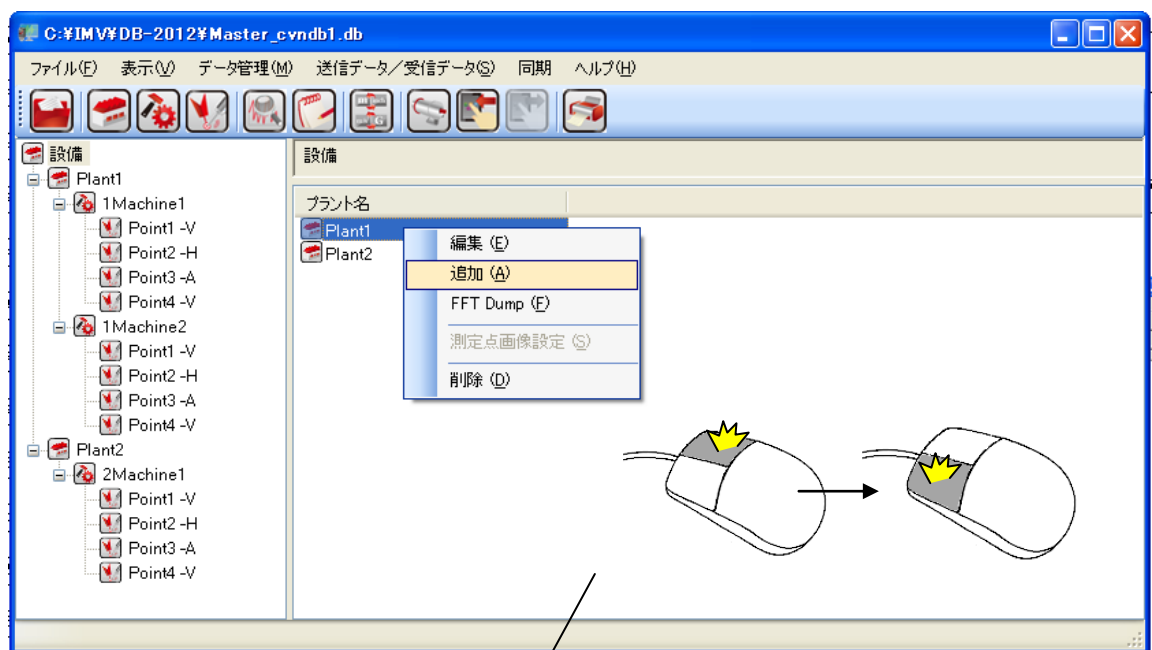 C:¥IMV¥DB-2012¥Master_cvndb1.db
ファイル(F) 表示(V) データ管理(M) 送信データ/受信データ(S) 同期 ヘルプ(H)
設備
Plant1
1Machine1
Point1 -V
Point2 -H
Point3 -A
Point4 -V
1Machine2
Point1 -V
Point2 -H
Point3 -A
Point4 -V
Plant2
2Machine1
Point1 -V
Point2 -H
Point3 -A
Point4 -V
設備
プラント名
Plant1
Plant2
編集 (E)
追加 (A)
FFT Dump (F)
測定点画像設定 (S)
削除 (D)